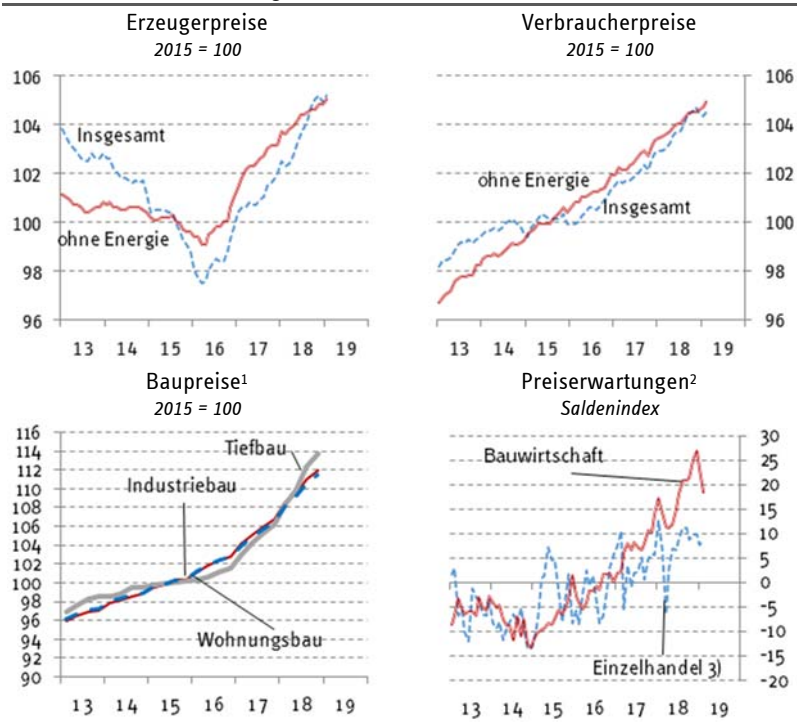 Erzeugerpreise
2015 = 100
106
104
102
100
98
96
Insgesamt
ohne Energie
13 14 15 16 17 18 19
Verbraucherpreise
2015 = 100
106
104
102
100
98
96
ohne Energie
Insgesamt
13 14 15 16 17 18 19
Baupreise¹
2015 = 100
116
114
112
110
108
106
104
102
100
98
96
94
92
90
Tiefbau
Industriebau
Wohnungsbau
13 14 15 16 17 18 19
Preiserwartungen²
Saldenindex
30
25
20
15
10
5
0
-5
-10
-15
-20
Bauwirtschaft
Einzelhandel 3)
13 14 15 16 17 18 19